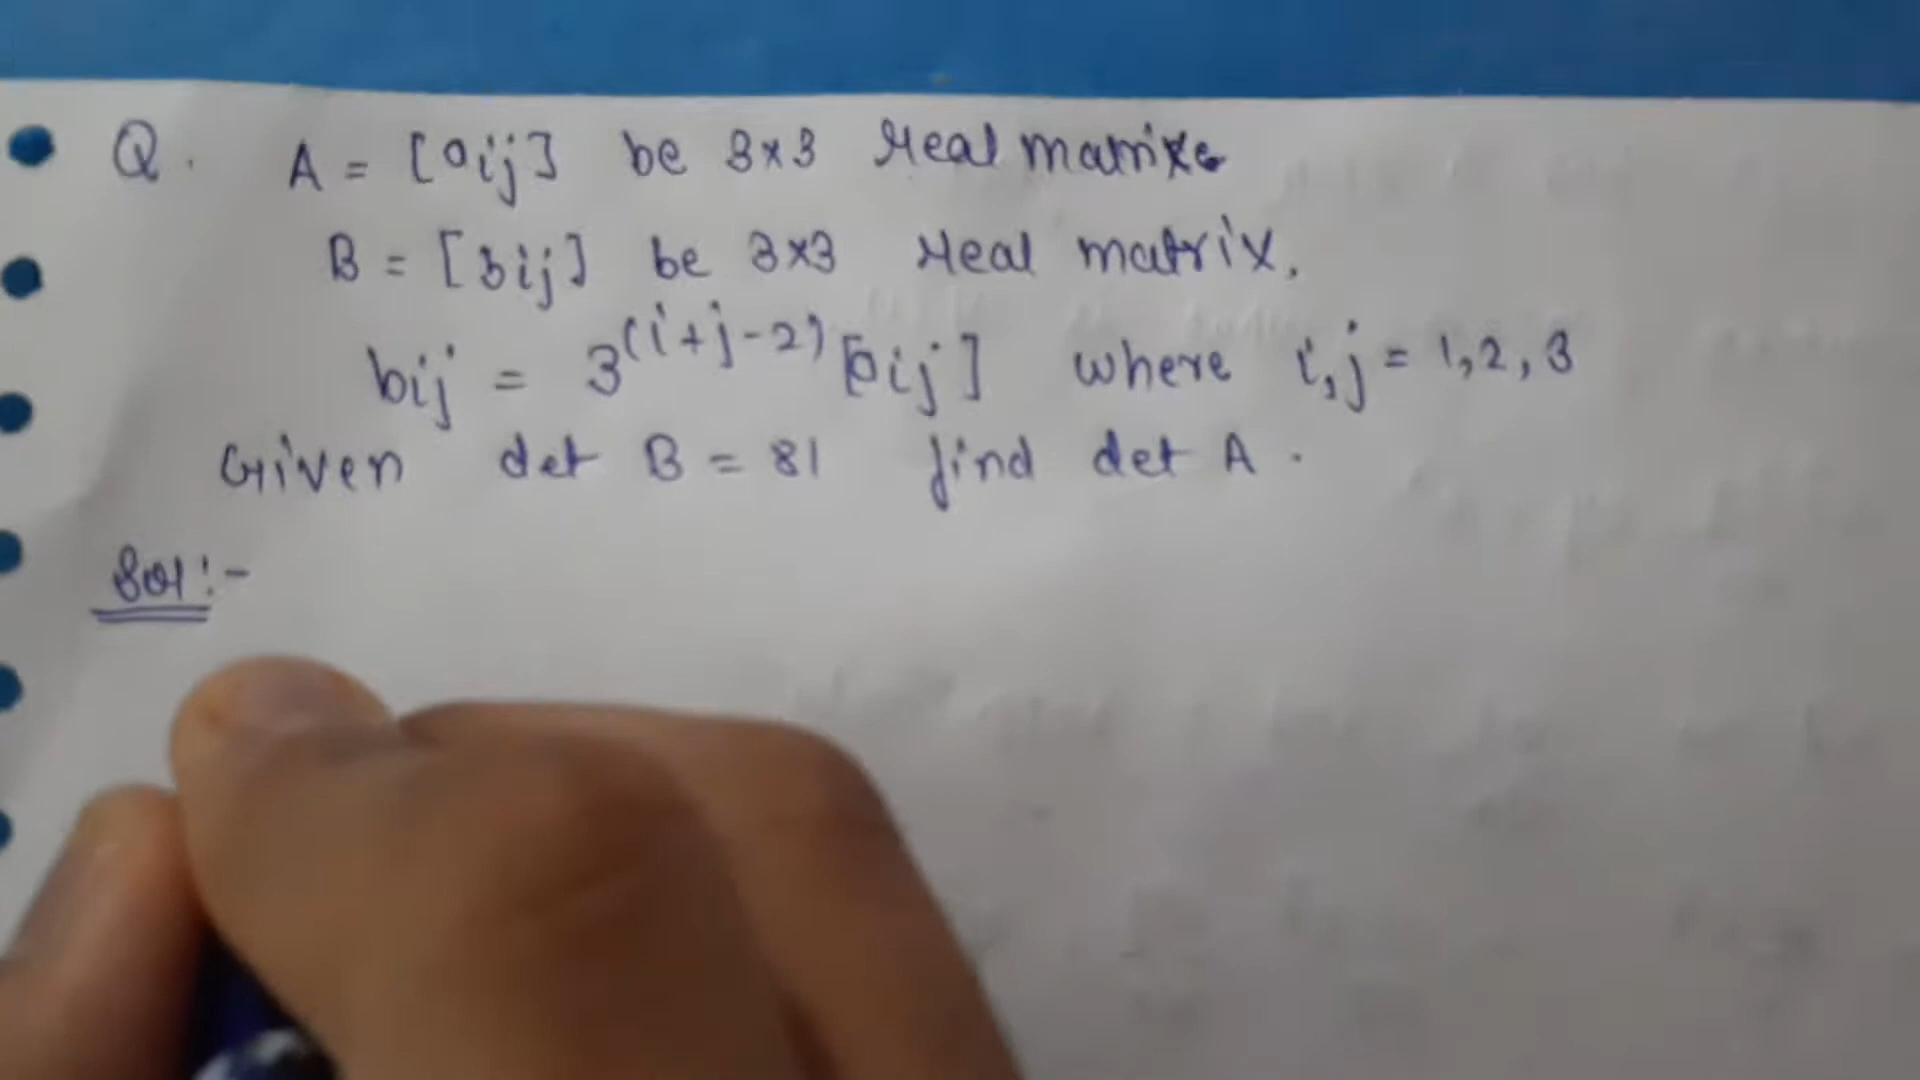 Q. A = [aij] be 3×3 real matrixe
B = [bij] be 3×3 real matrix.
bij = 3^(i+j-2) [aij] where i,j = 1,2,3
Given det B = 81 find det A.
Sol:-